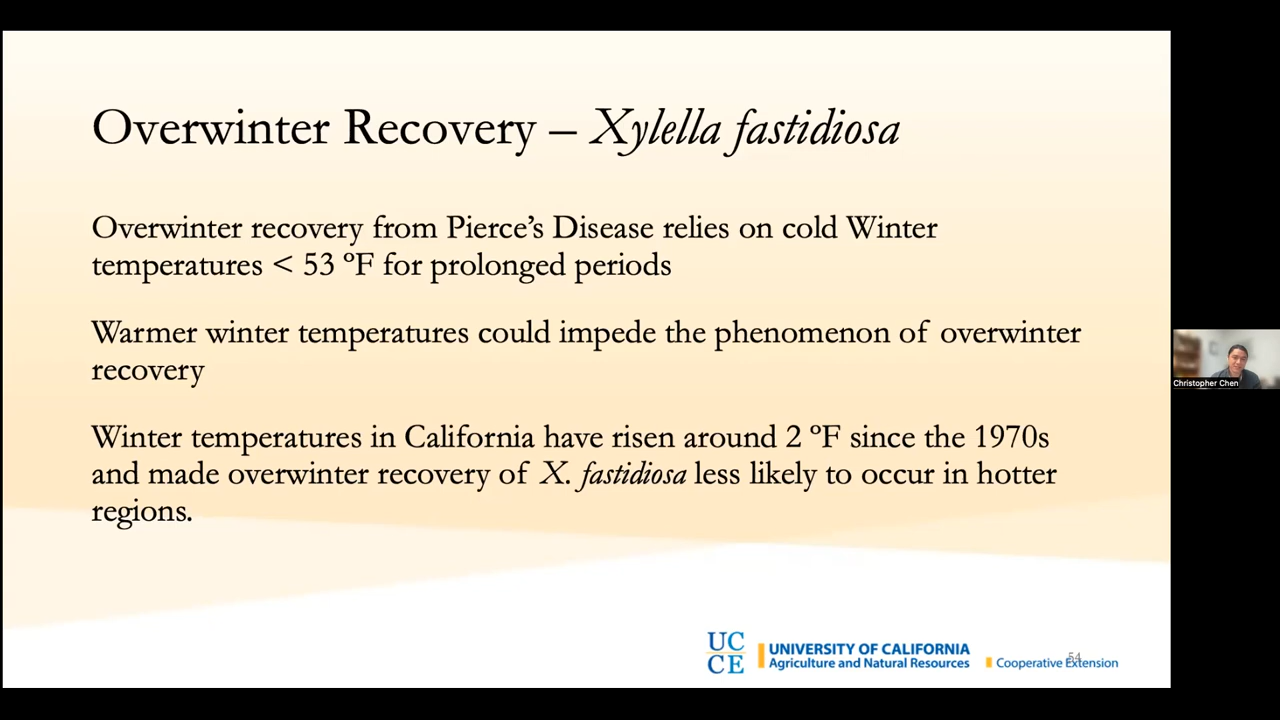 Overwinter Recovery – Xylella fastidiosa
Overwinter recovery from Pierce's Disease relies on cold Winter
temperatures < 53 ºF for prolonged periods
Warmer winter temperatures could impede the phenomenon of overwinter
recovery
Winter temperatures in California have risen around 2 ºF since the 1970s
and made overwinter recovery of X. fastidiosa less likely to occur in hotter
regions.
Christopher Chen
UC
CE
UNIVERSITY OF CALIFORNIA
Agriculture and Natural Resources
Cooperative Extension
54